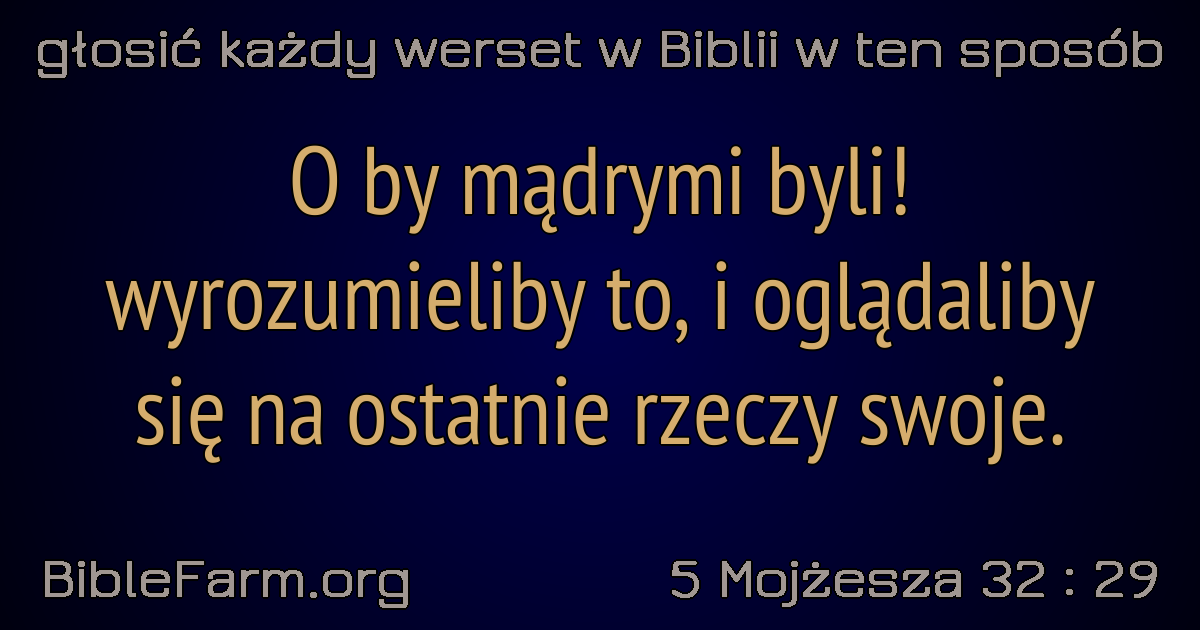 głosić każdy werset w Biblii w ten sposób
O by mądrymi byli!
wyrozumieliby to, i oglądaliby
się na ostatnie rzeczy swoje.
BibleFarm.org
5 Mojżesza 32 : 29